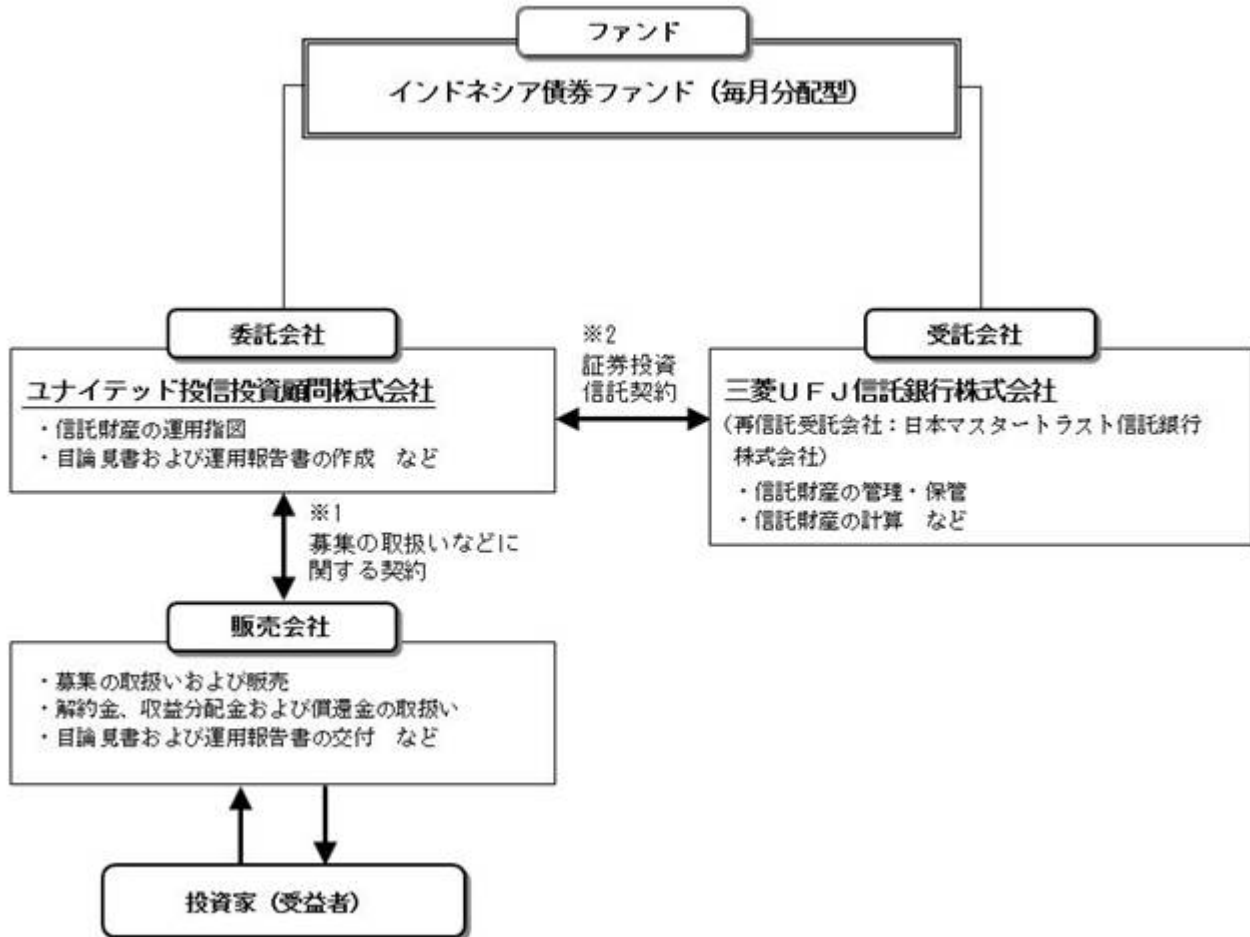 ファンド
インドネシア債券ファンド（毎月分配型）
委託会社
ユナイテッド投信投資顧問株式会社
・信託財産の運用指図
・目論見書および運用報告書の作成　など
※2
証券投資
信託契約
受託会社
三菱ＵＦＪ信託銀行株式会社
（再信託受託会社：日本マスタートラスト信託銀行
株式会社）
・信託財産の管理・保管
・信託財産の計算　など
※1
募集の取扱いなどに
関する契約
販売会社
・募集の取扱いおよび販売
・解約金、収益分配金および償還金の取扱い
・目論見書および運用報告書の交付　など
投資家（受益者）